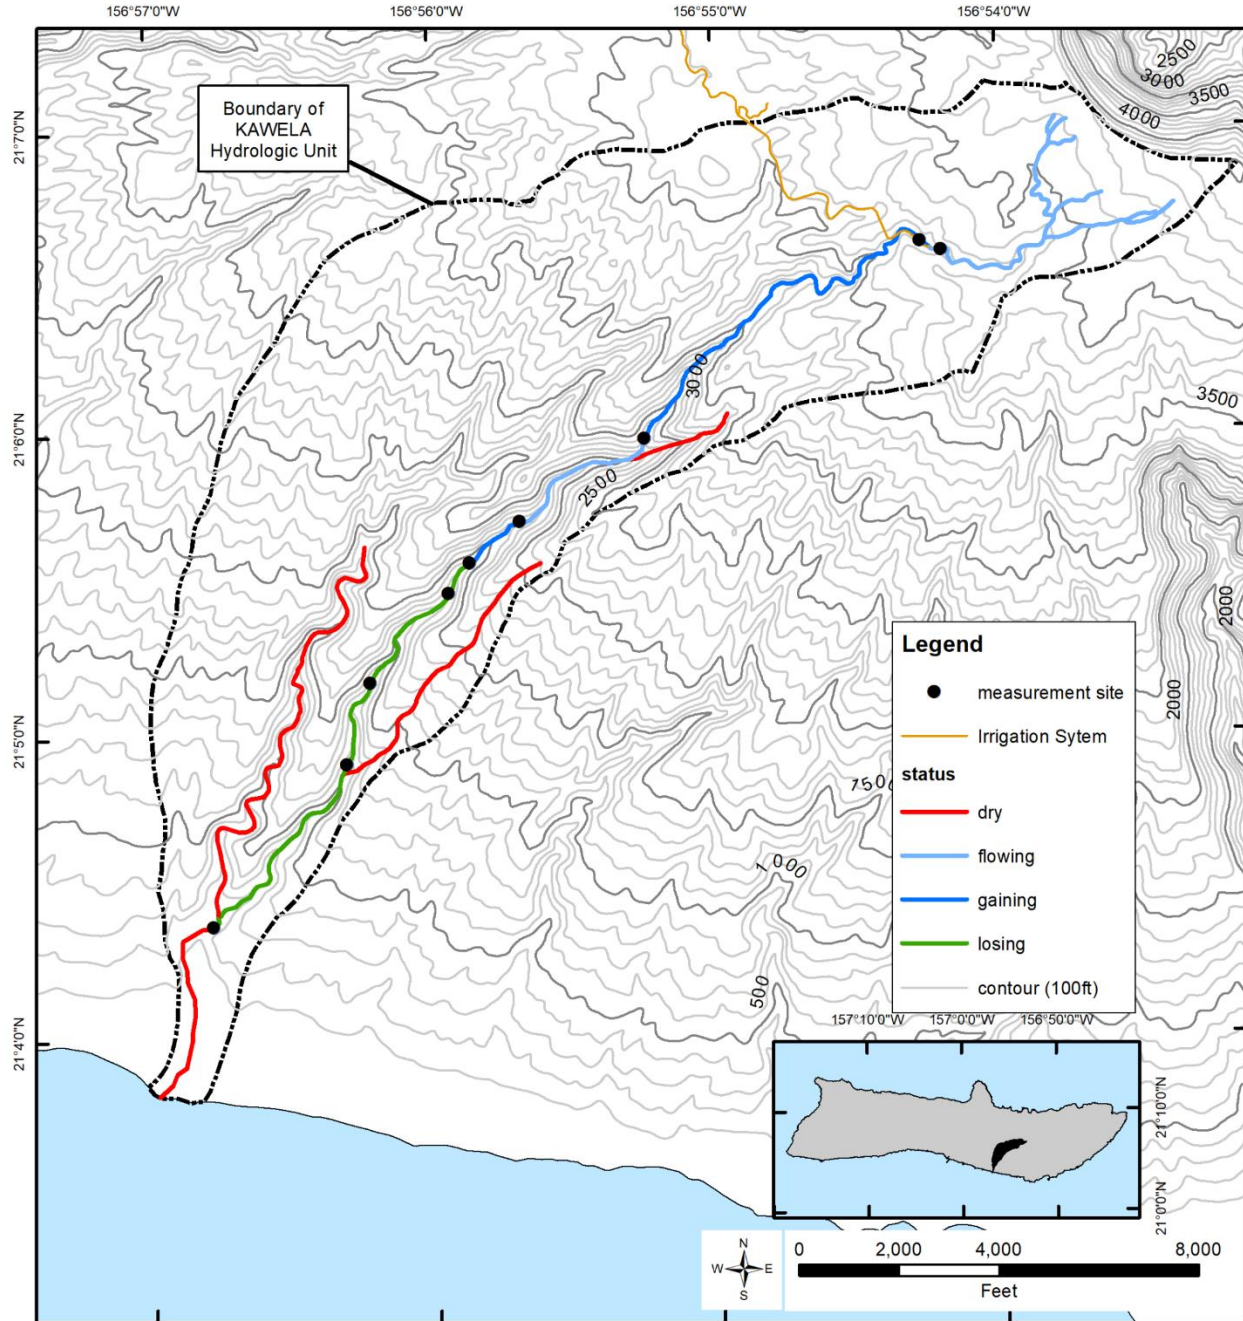 156°57'0"W
156°56'0"W
156°55'0"W
156°54'0"W
2500
3000
3500
4000
Boundary of
KAWELA
Hydrologic Unit
21°7'0"N
3000
3500
21°6'0"N
2500
2000
2000
21°5'0"N
1,000
500
21°4'0"N
Legend
measurement site
Irrigation Sytem
status
dry
flowing
gaining
losing
contour (100ft)
157°10'0"W
157°0'0"W
156°50'0"W
21°10'0"N
21°0'0"N
N
W
E
S
0
2,000
4,000
8,000
Feet